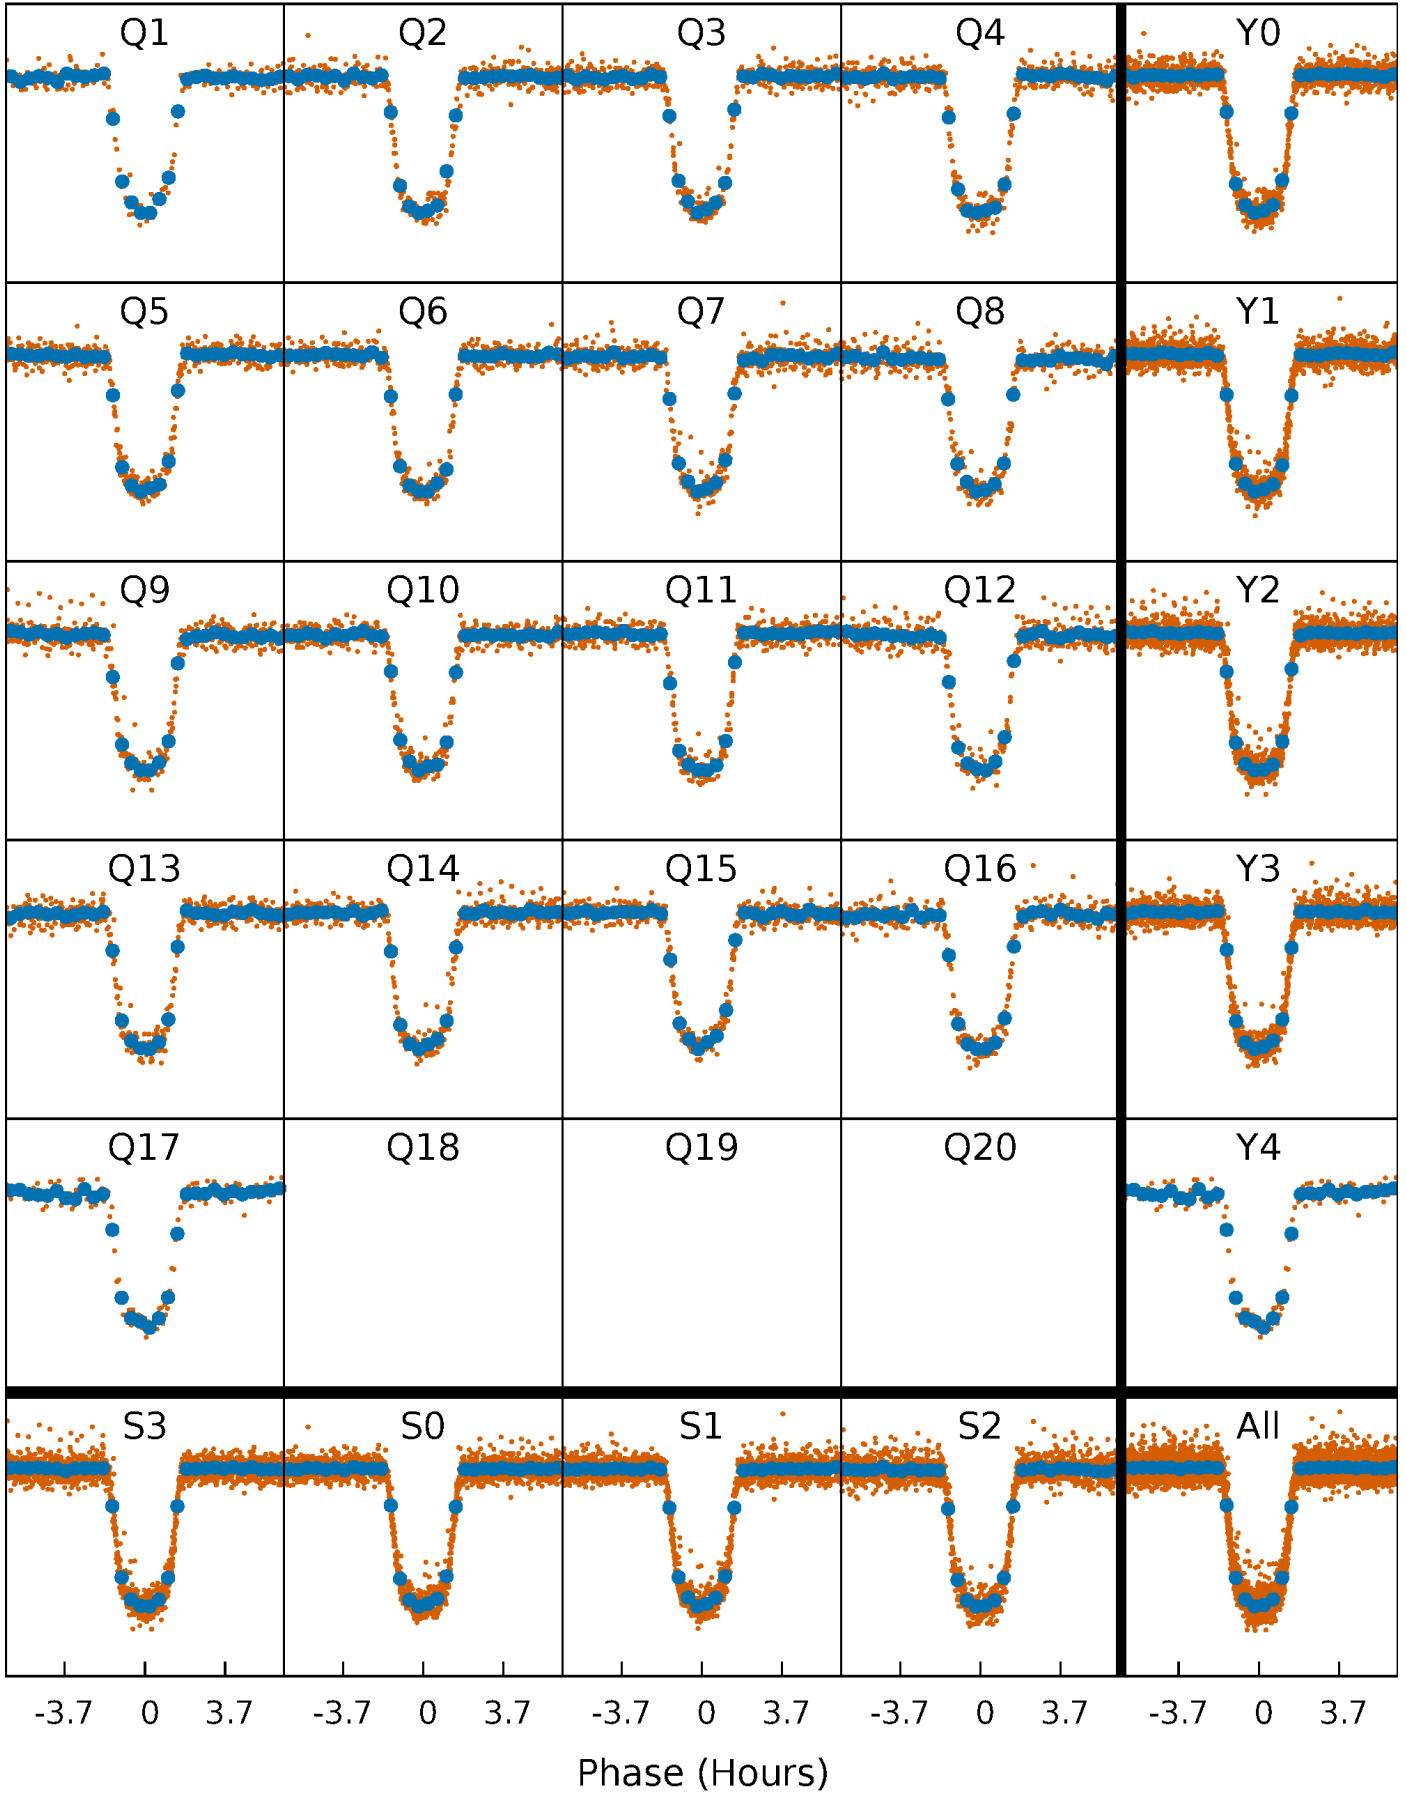 Q1 Q2 Q3 Q4 Y0
Q5 Q6 Q7 Q8 Y1
Q9 Q10 Q11 Q12 Y2
Q13 Q14 Q15 Q16 Y3
Q17 Q18 Q19 Q20 Y4
S3 S0 S1 S2 All
-3.7 0 3.7 -3.7 0 3.7 -3.7 0 3.7 -3.7 0 3.7 -3.7 0 3.7
Phase (Hours)